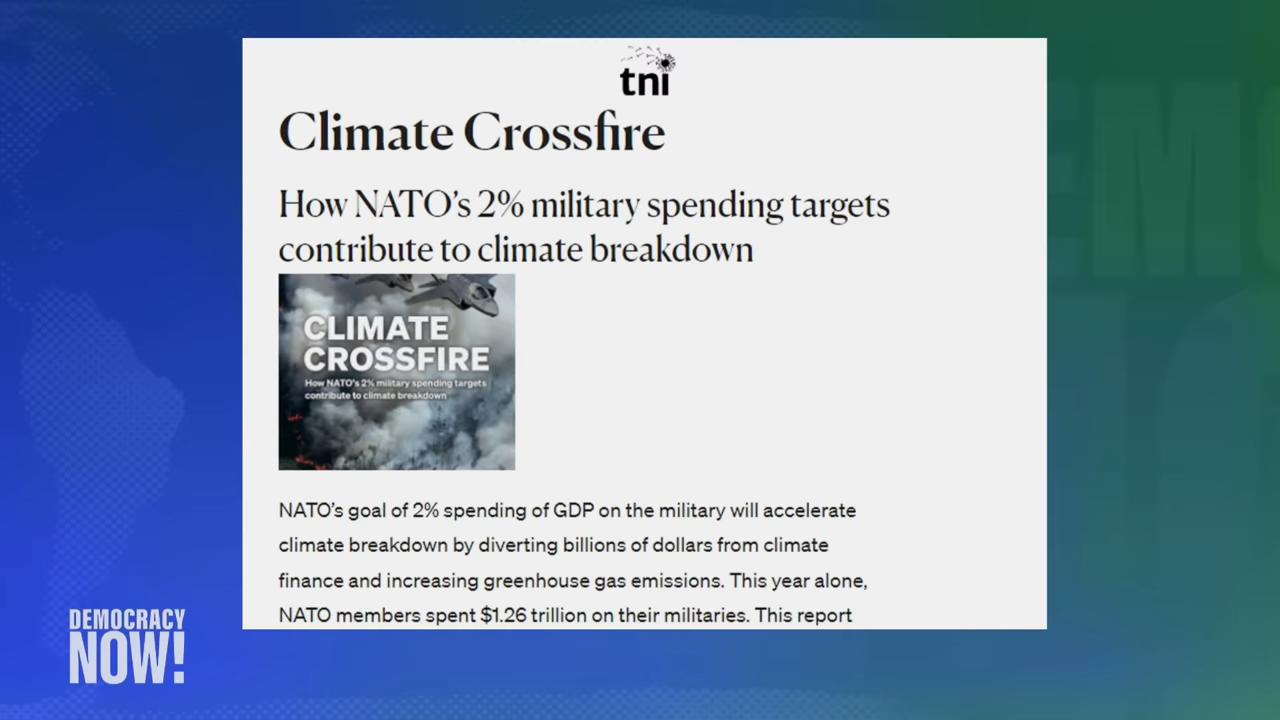 tni
Climate Crossfire
How NATO's 2% military spending targets
contribute to climate breakdown
CLIMATE
CROSSFIRE
How NATO's 2% military spending targets
contribute to climate breakdown
NATO's goal of 2% spending of GDP on the military will accelerate
climate breakdown by diverting billions of dollars from climate
finance and increasing greenhouse gas emissions. This year alone,
NATO members spent $1.26 trillion on their militaries. This report
DEMOCRACY
NOW!